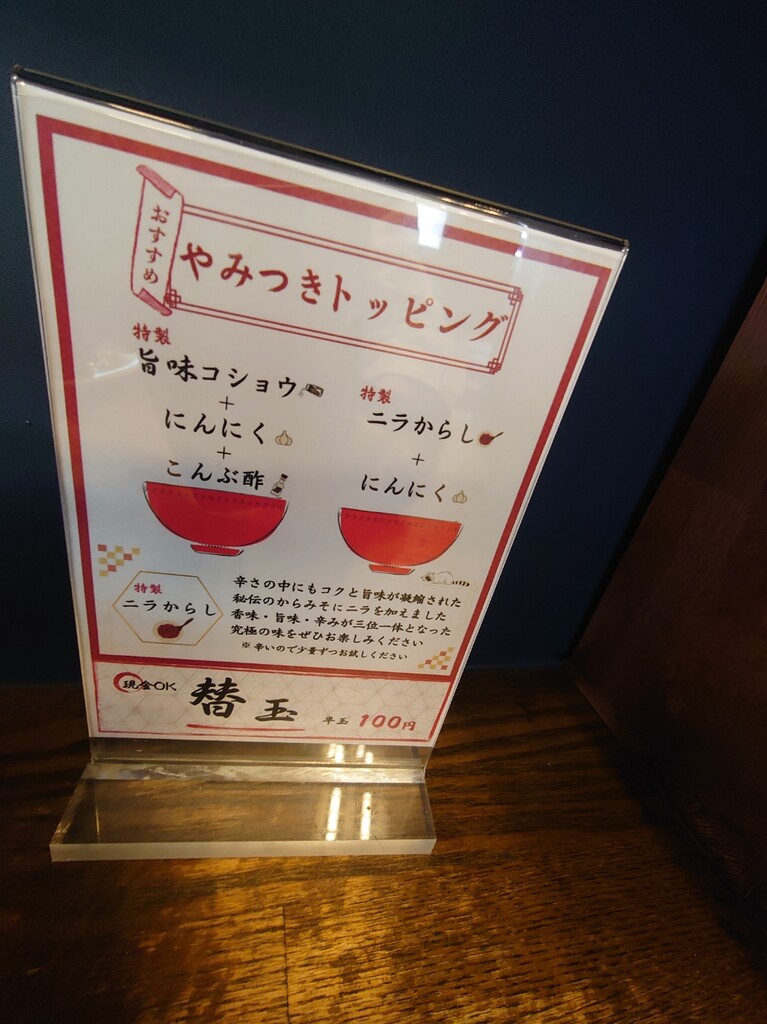 おすすめ
やみつきトッピング
特製
旨味コショウ
+
にんにく
+
こんぶ酢
特製
ニラからし
+
にんにく
特製
ニラからし
辛さの中にもコクと旨味が凝縮された
秘伝のからみそにニラを加えました
香味・旨味・辛みが三位一体となった
究極の味をぜひお楽しみください
※辛いので少量ずつお試しください
現金OK
替玉
半玉 100円